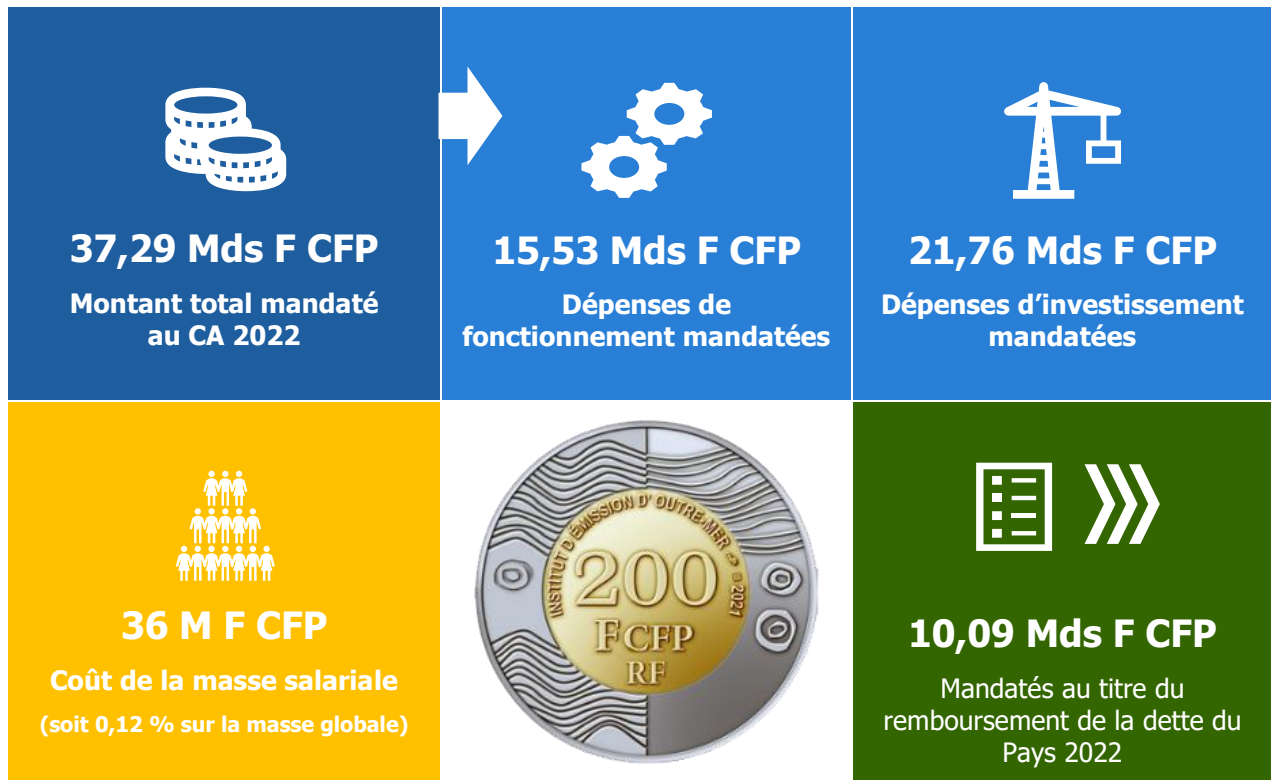 37,29 Mds F CFP
Montant total mandaté
au CA 2022
15,53 Mds F CFP
Dépenses de
fonctionnement mandatées
21,76 Mds F CFP
Dépenses d’investissement
mandatées
36 M F CFP
Coût de la masse salariale
(soit 0,12 % sur la masse globale)
INSTITUT D'ÉMISSION D'OUTRE-MER 2021
200
FCFP
RF
10,09 Mds F CFP
Mandatés au titre du
remboursement de la dette du
Pays 2022